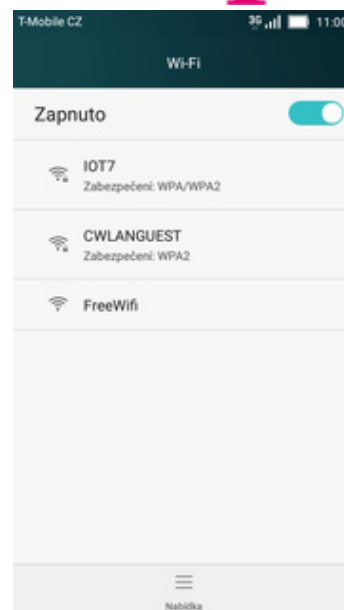 T-Mobile CZ 3G 11:00
Wi-Fi
Zapnuto
IOT7
Zabezpečení: WPA/WPA2
CWLANGUEST
Zabezpečení: WPA2
FreeWifi
Nabídka